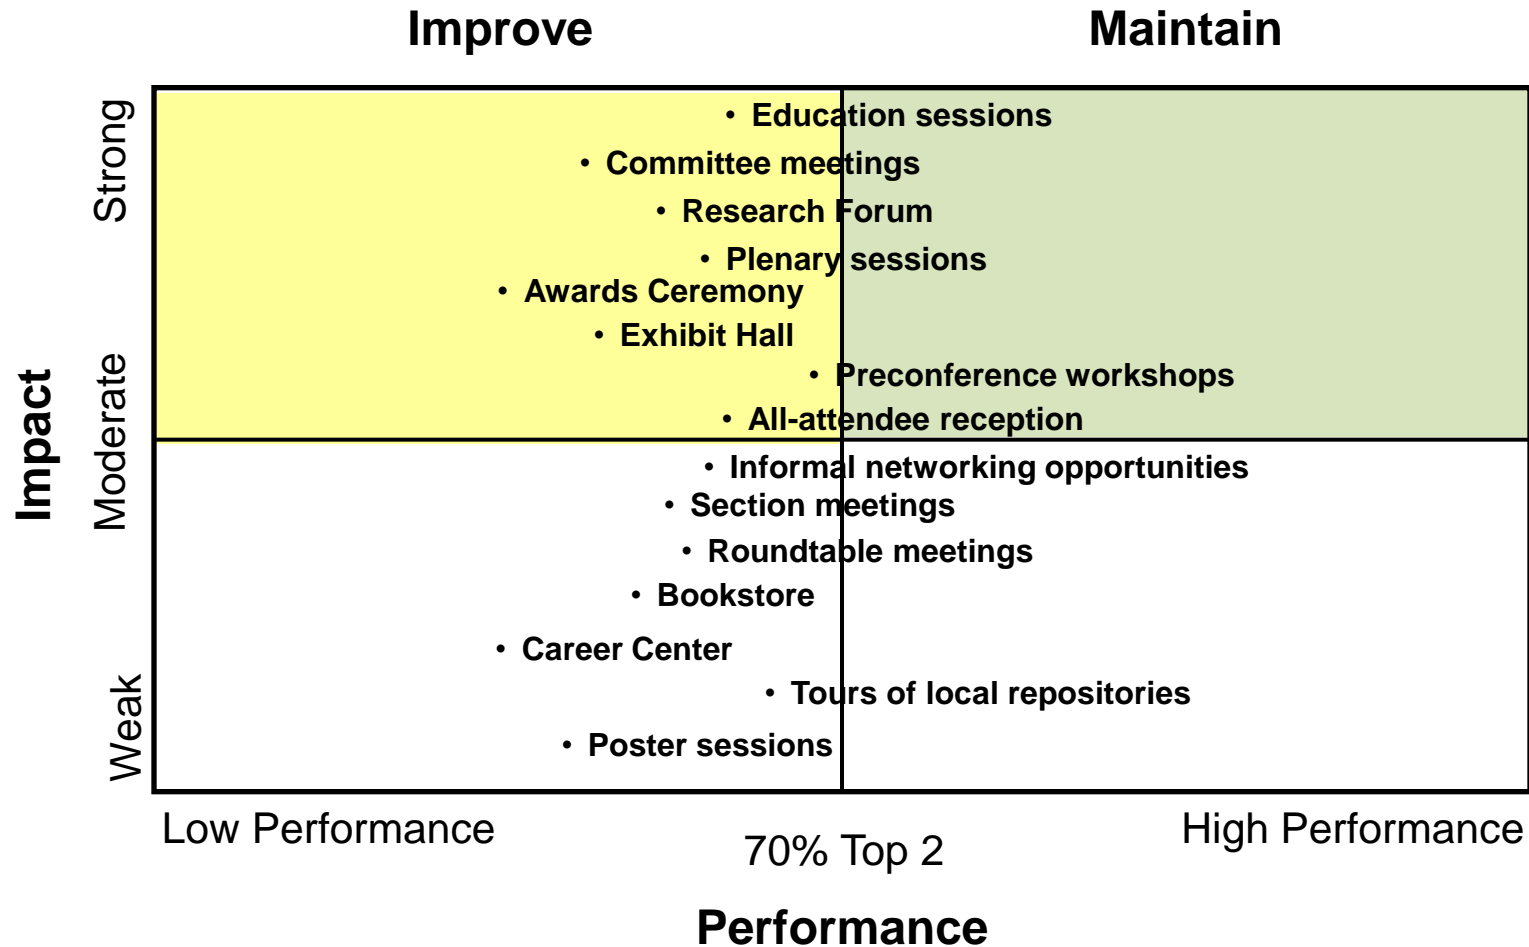 Improve
Maintain
Strong
Moderate
Weak
Impact
• Education sessions
• Committee meetings
• Research Forum
• Plenary sessions
• Awards Ceremony
• Exhibit Hall
• Preconference workshops
• All-attendee reception
• Informal networking opportunities
• Section meetings
• Roundtable meetings
• Bookstore
• Career Center
• Tours of local repositories
• Poster sessions
Low Performance
70% Top 2
High Performance
Performance